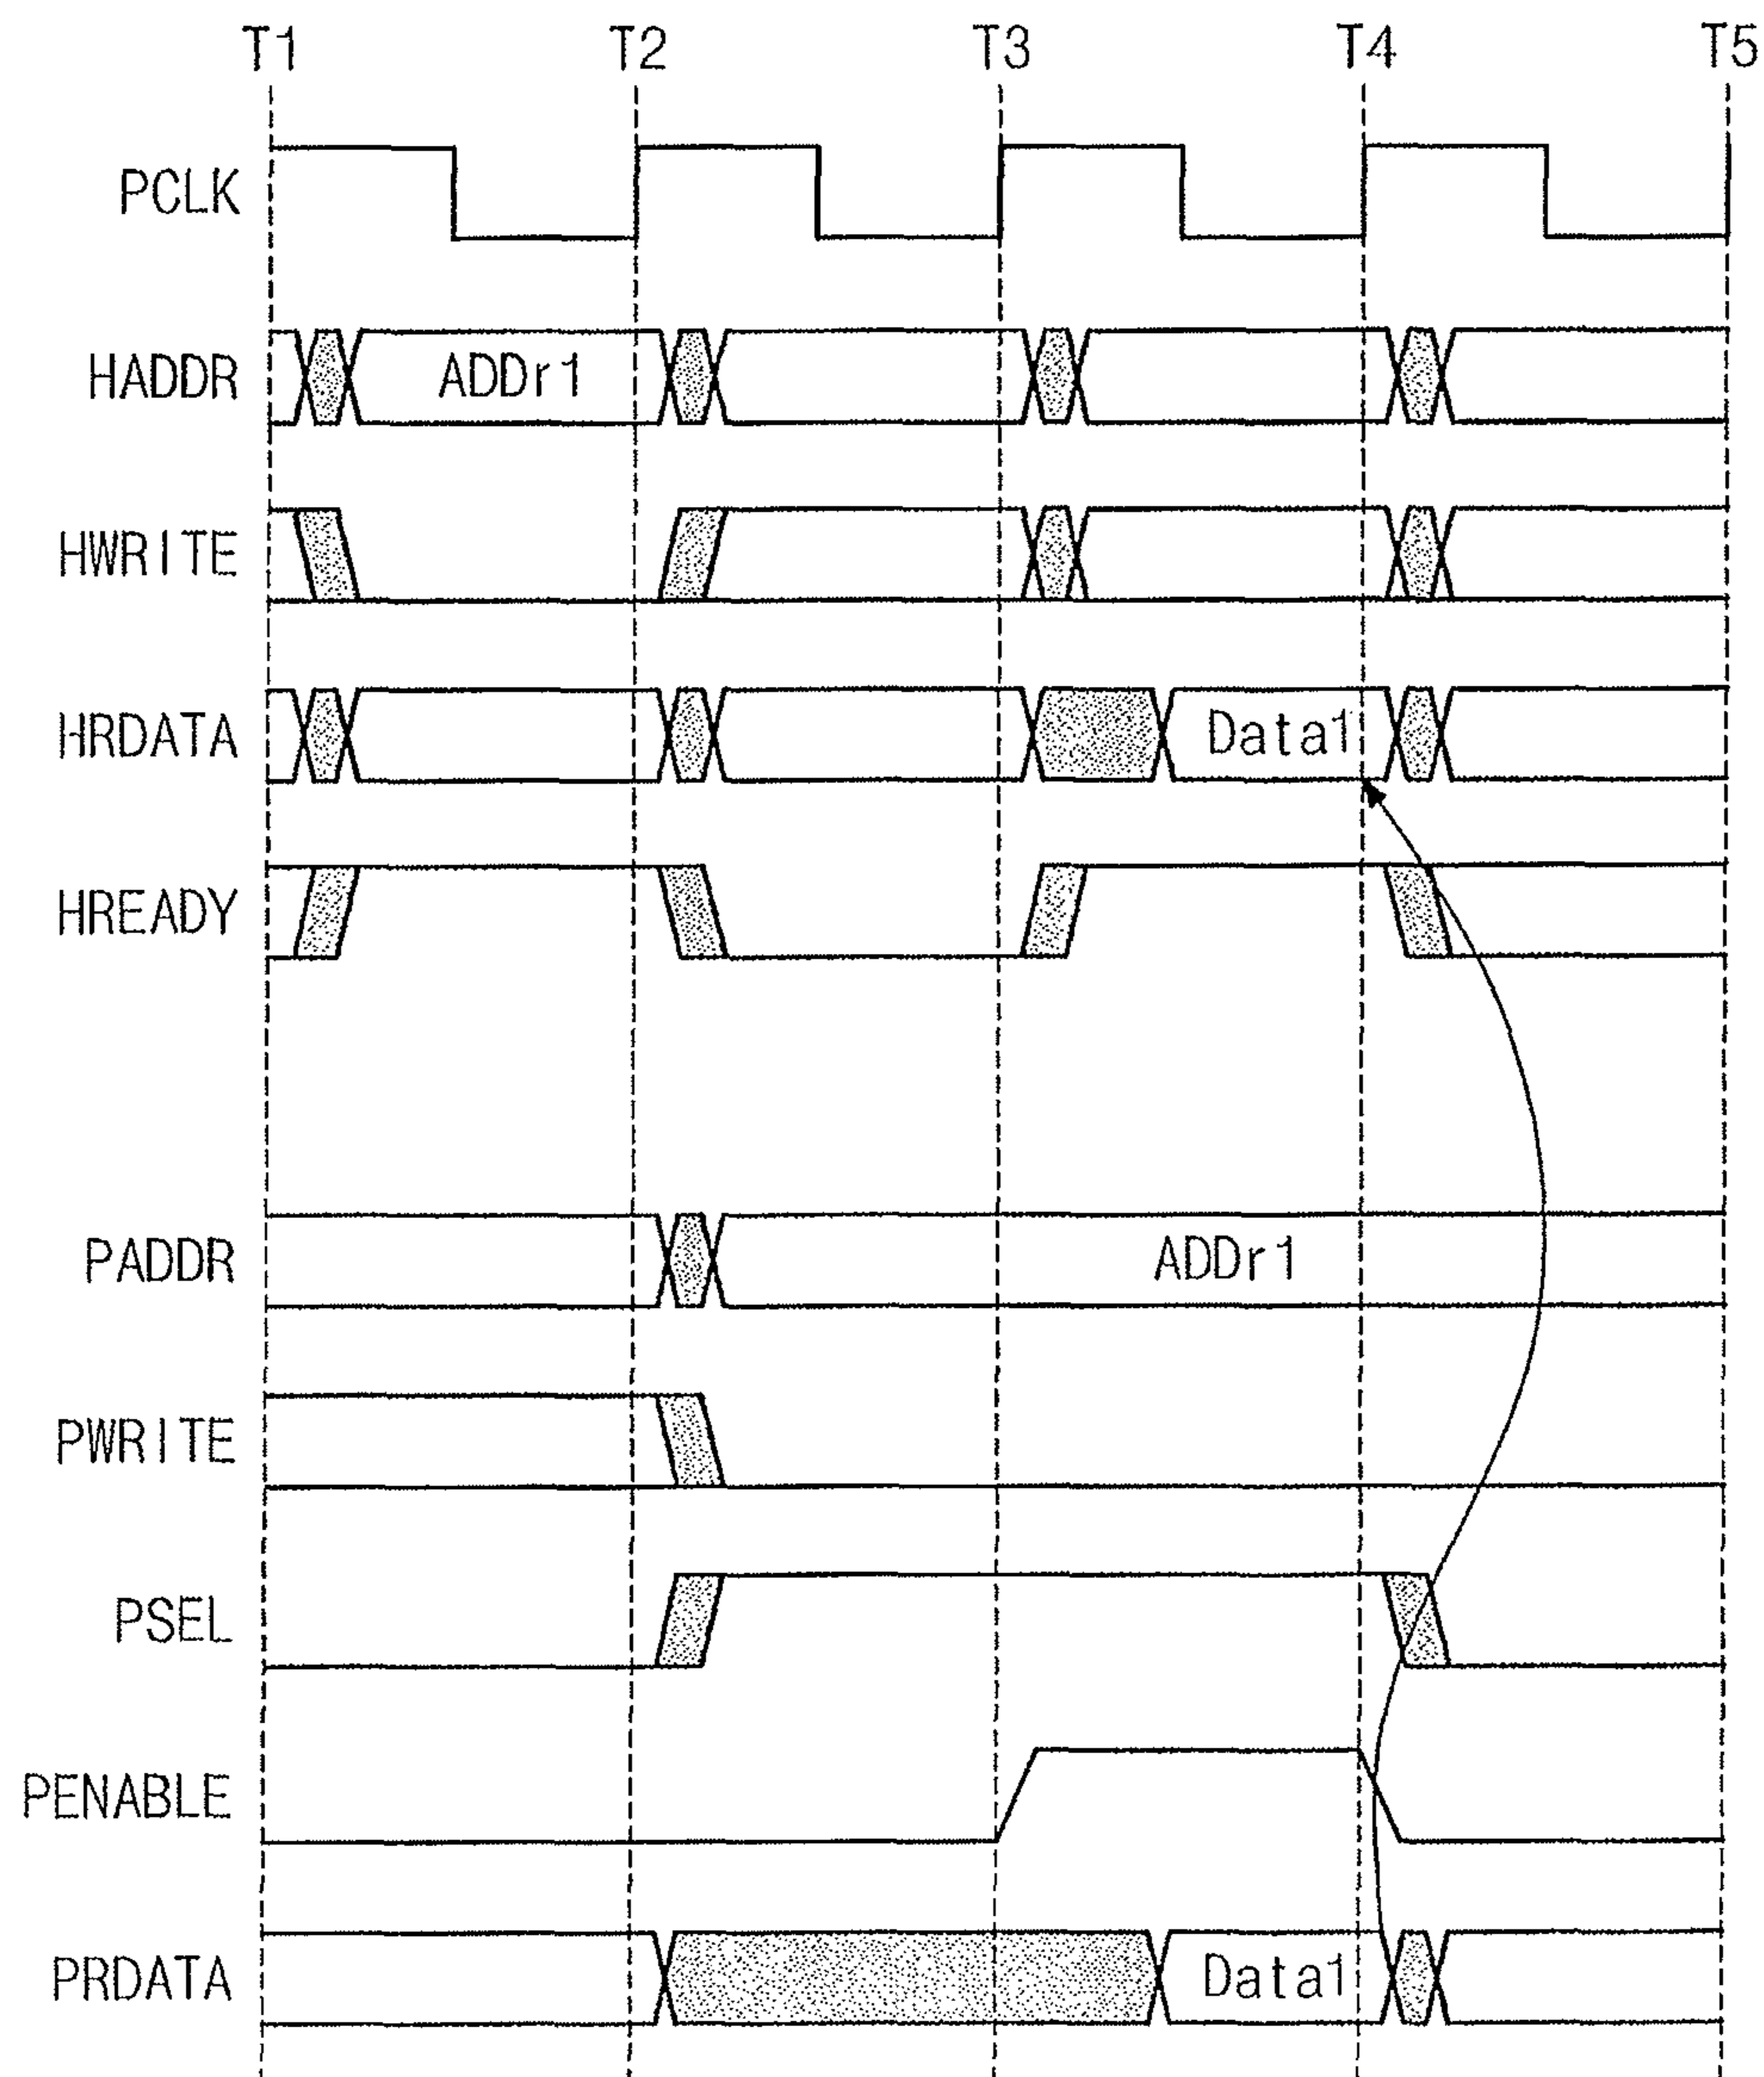 T1 T2 T3 T4 T5
PCLK
HADDR ADDr1
HWRITE
HRDATA Data1
HREADY
PADDR ADDr1
PWRITE
PSEL
PENABLE
PRDATA Data1